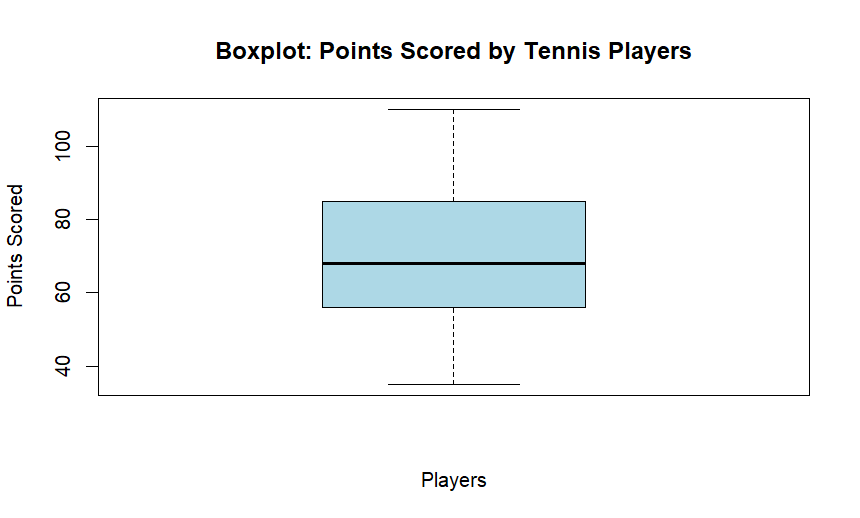 Boxplot: Points Scored by Tennis Players
Points Scored
100
80
60
40
Players